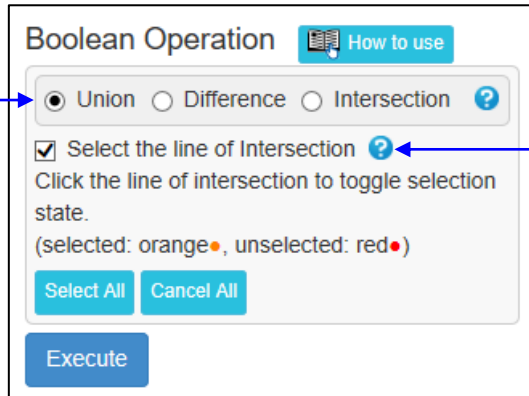 Boolean Operation How to use
Union Difference Intersection ?
Select the line of Intersection ?
Click the line of intersection to toggle selection
state.
(selected: orange●, unselected: red●)
Select All Cancel All
Execute